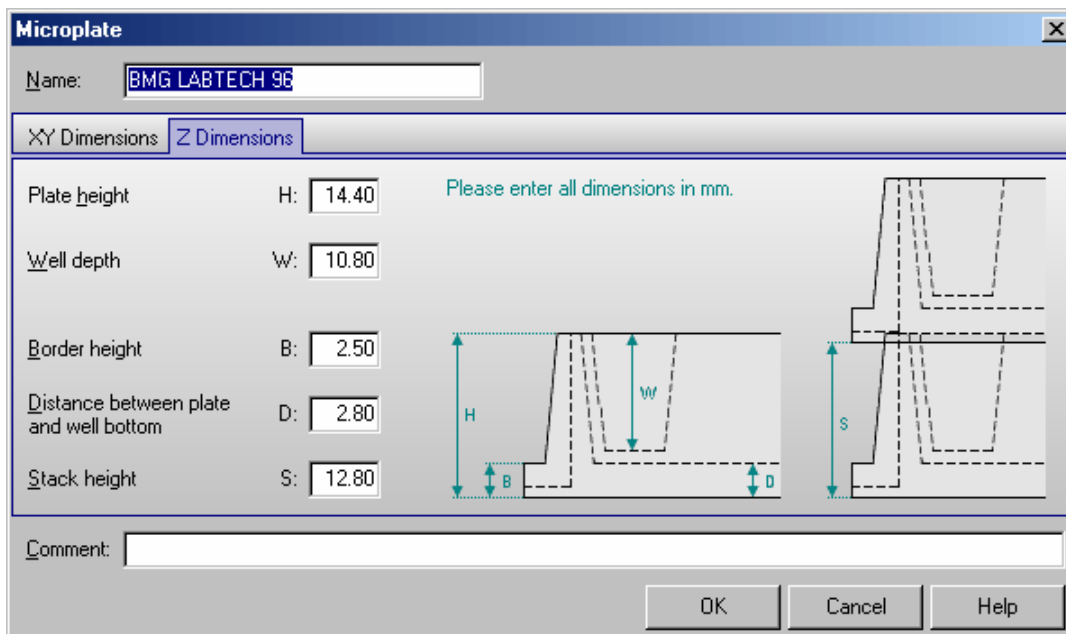 Microplate
Name: BMG LABTECH 96
XY Dimensions Z Dimensions
Plate height H: 14.40
Please enter all dimensions in mm.
Well depth W: 10.80
Border height B: 2.50
Distance between plate
and well bottom D: 2.80
Stack height S: 12.80
H
W
B
D
S
Comment:
OK Cancel Help